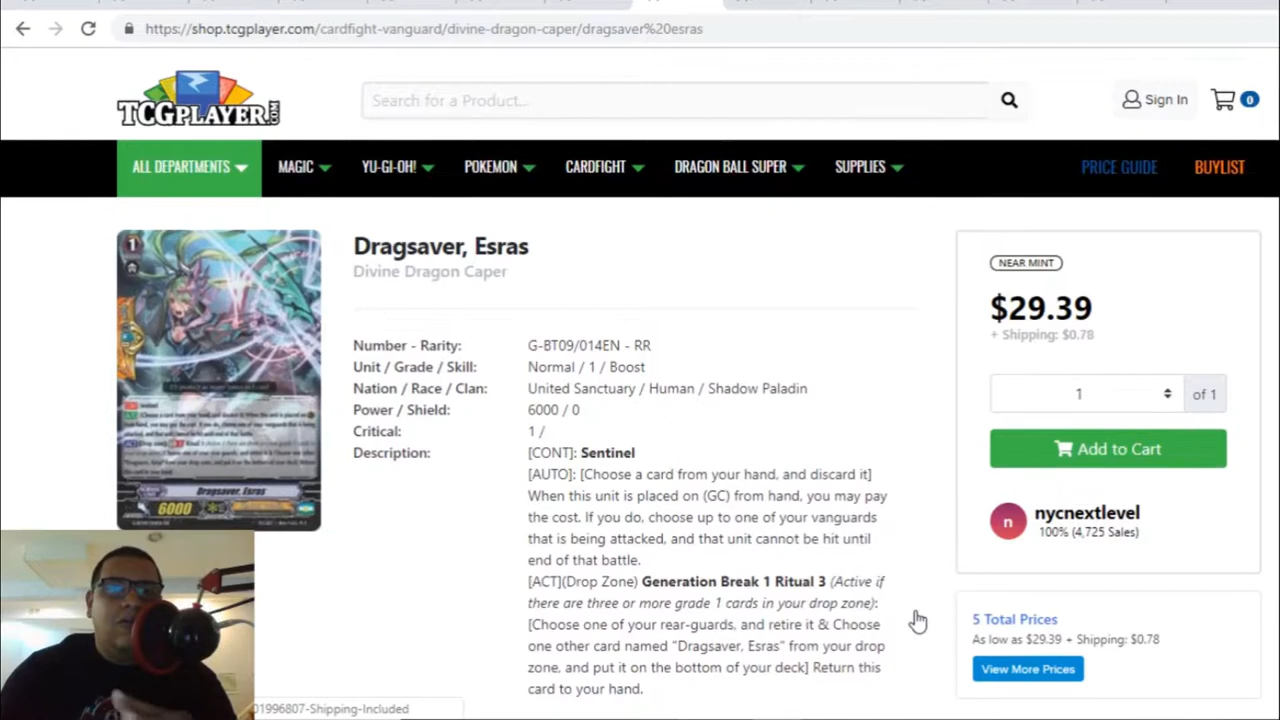 https://shop.tcgplayer.com/cardfight-vanguard/divine-dragon-caper/dragsaver%20esras
TCGPLAYER.COM
Search for a Product...
Sign In
0
ALL DEPARTMENTS
MAGIC
YU-GI-OH!
POKEMON
CARDFIGHT
DRAGON BALL SUPER
SUPPLIES
PRICE GUIDE
BUYLIST
1
Dragsaver, Esras
6000
Dragsaver, Esras
Divine Dragon Caper
Number - Rarity: G-BT09/014EN - RR
Unit / Grade / Skill: Normal / 1 / Boost
Nation / Race / Clan: United Sanctuary / Human / Shadow Paladin
Power / Shield: 6000 / 0
Critical: 1 /
Description: [CONT]: Sentinel
[AUTO]: [Choose a card from your hand, and discard it]
When this unit is placed on (GC) from hand, you may pay
the cost. If you do, choose up to one of your vanguards
that is being attacked, and that unit cannot be hit until
end of that battle.
[ACT](Drop Zone) Generation Break 1 Ritual 3 (Active if
there are three or more grade 1 cards in your drop zone):
[Choose one of your rear-guards, and retire it & Choose
one other card named "Dragsaver, Esras" from your drop
zone, and put it on the bottom of your deck] Return this
card to your hand.
NEAR MINT
$29.39
+ Shipping: $0.78
1
of 1
Add to Cart
n
nycnextlevel
100% (4,725 Sales)
5 Total Prices
As low as $29.39 + Shipping: $0.78
View More Prices
01996807-Shipping-Included